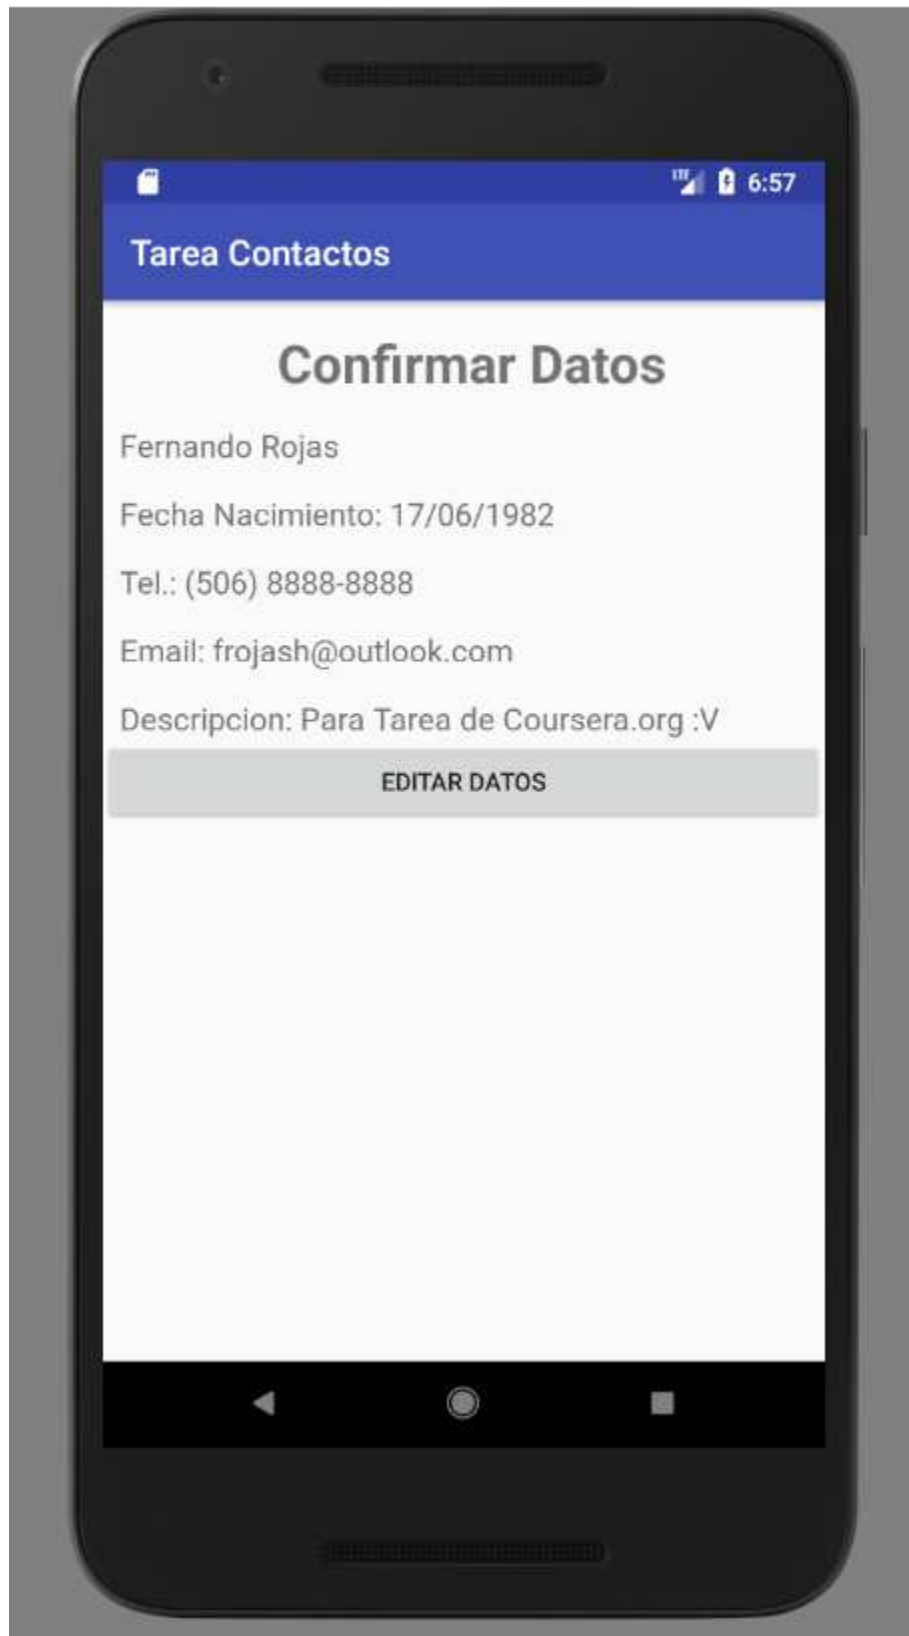 6:57
Tarea Contactos
Confirmar Datos
Fernando Rojas
Fecha Nacimiento: 17/06/1982
Tel.: (506) 8888-8888
Email: frojash@outlook.com
Descripcion: Para Tarea de Coursera.org :V
EDITAR DATOS